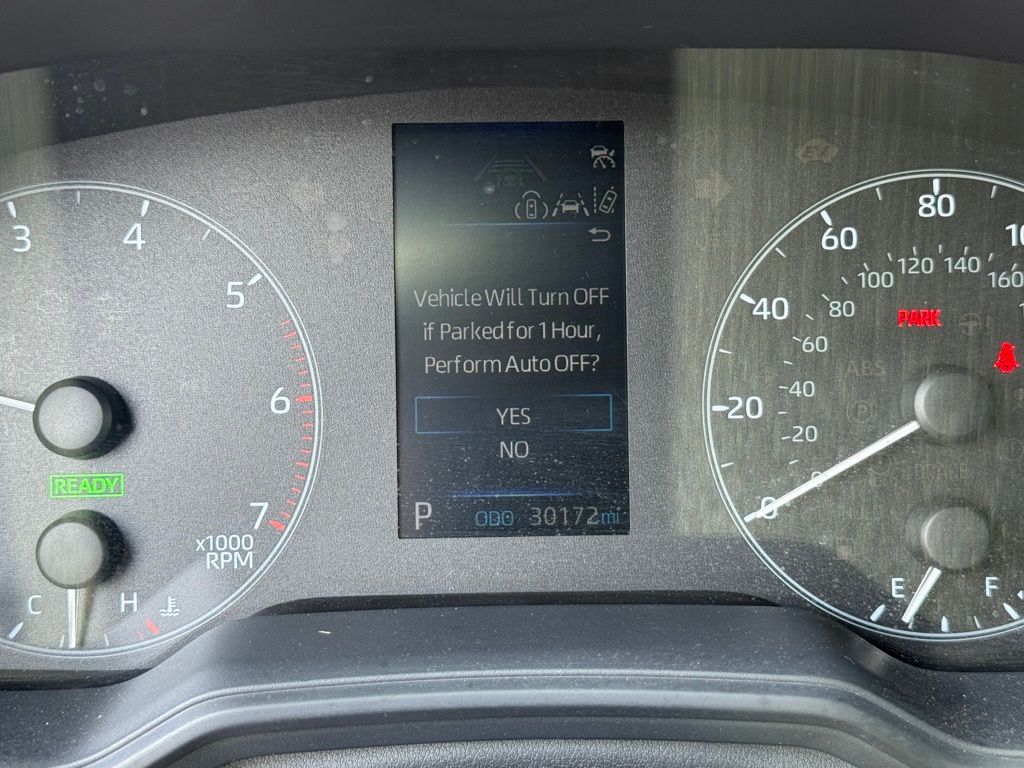 3
4
5
6
7
x1000
RPM
READY
C
H
Vehicle Will Turn OFF
if Parked for 1 Hour,
Perform Auto OFF?
YES
NO
P ODO 30172 mi
0
20
40
60
80
0
20
40
60
80
100
120
140
160
PARK
ABS
E
F